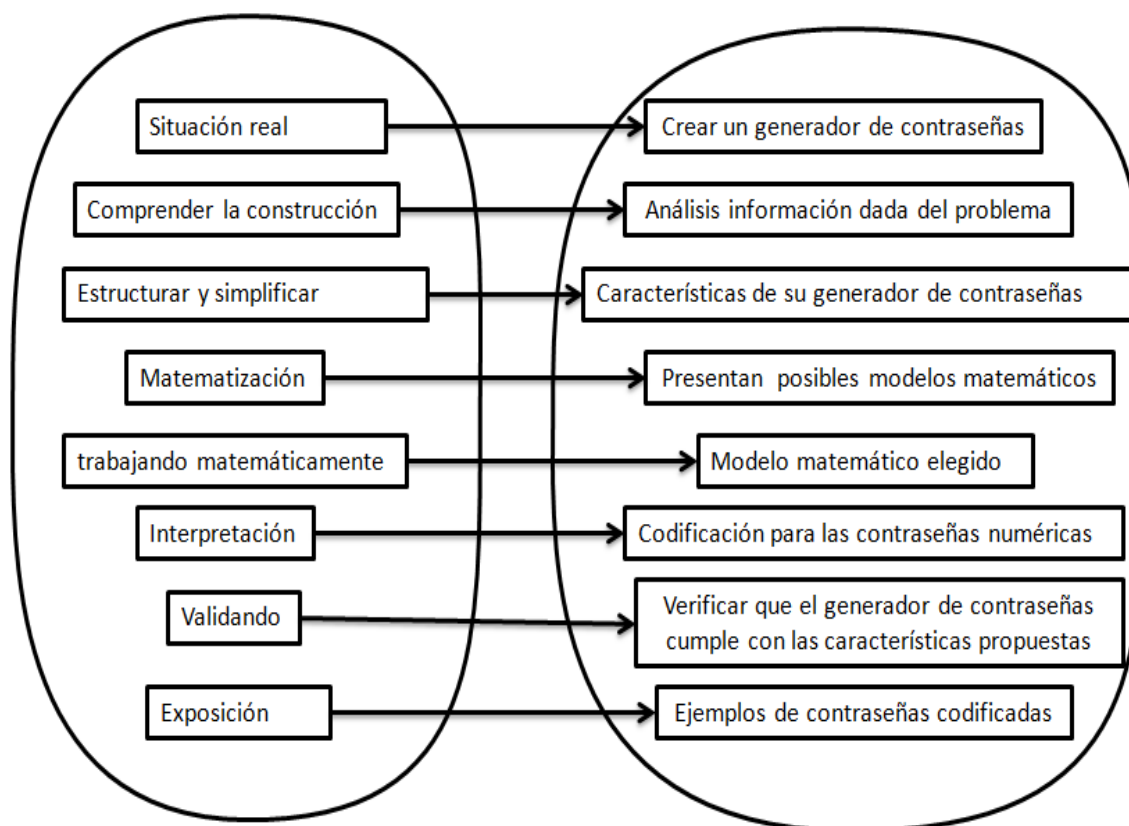 Situación real
Crear un generador de contraseñas
Comprender la construcción
Análisis información dada del problema
Estructurar y simplificar
Características de su generador de contraseñas
Matematización
Presentan posibles modelos matemáticos
trabajando matemáticamente
Modelo matemático elegido
Interpretación
Codificación para las contraseñas numéricas
Validando
Verificar que el generador de contraseñas
cumple con las características propuestas
Exposición
Ejemplos de contraseñas codificadas